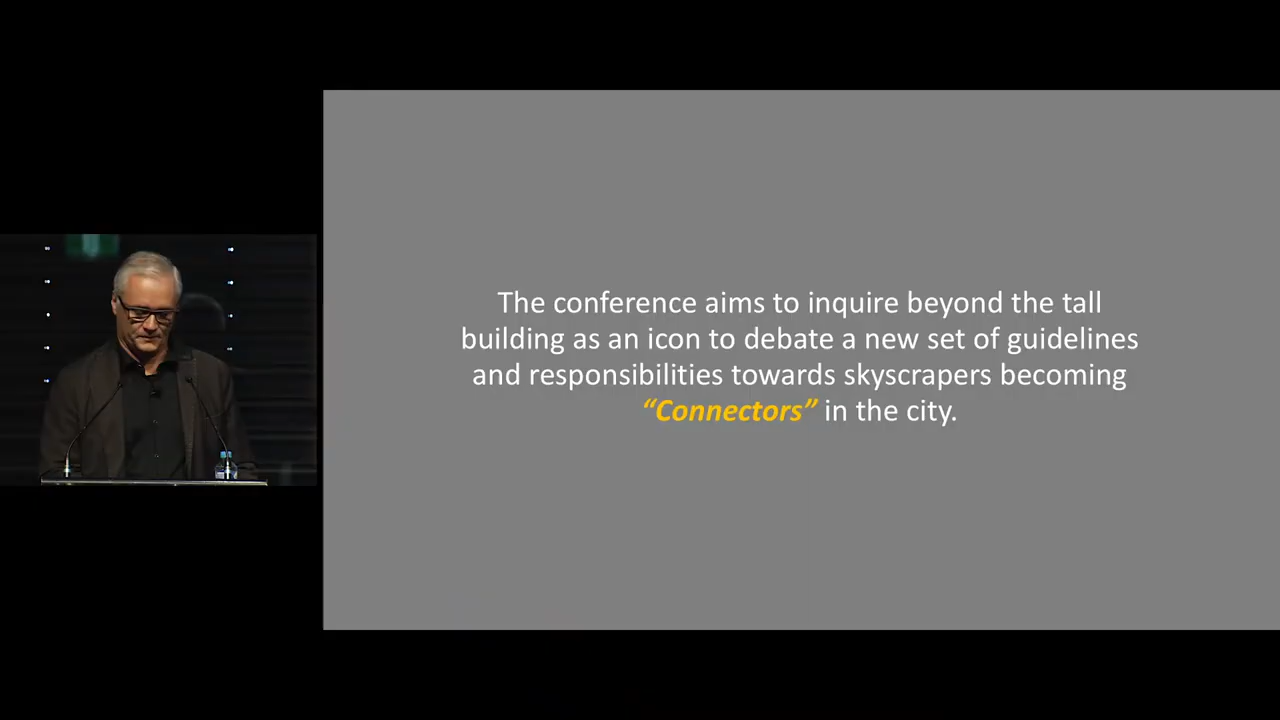 The conference aims to inquire beyond the tall
building as an icon to debate a new set of guidelines
and responsibilities towards skyscrapers becoming
“Connectors” in the city.